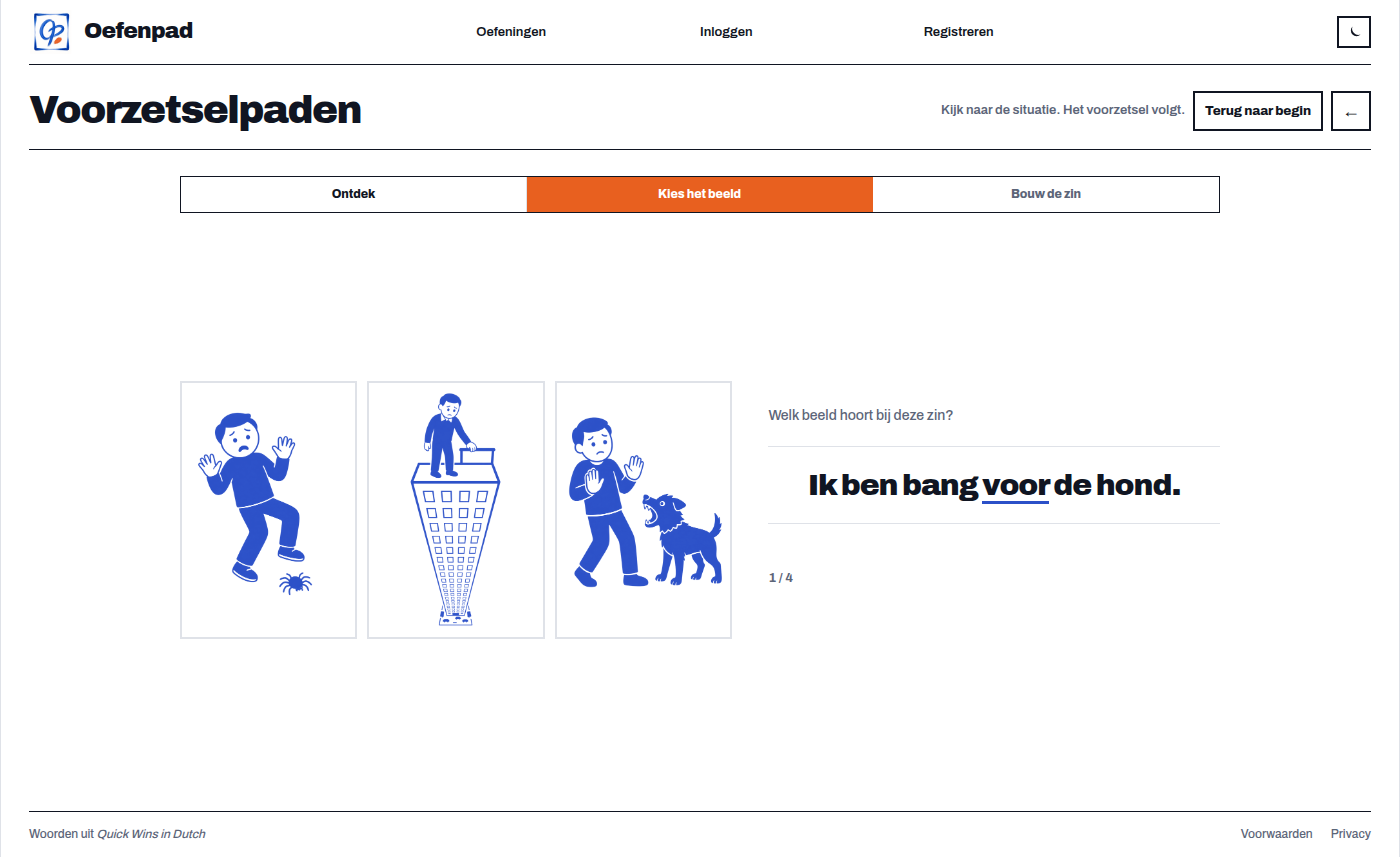 Oefenpad
Oefeningen
Inloggen
Registreren
Voorzetselpaden
Kijk naar de situatie. Het voorzetsel volgt.
Terug naar begin
←
Ontdek
Kies het beeld
Bouw de zin
Welk beeld hoort bij deze zin?
Ik ben bang voor de hond.
1 / 4
Woorden uit Quick Wins in Dutch
Voorwaarden
Privacy